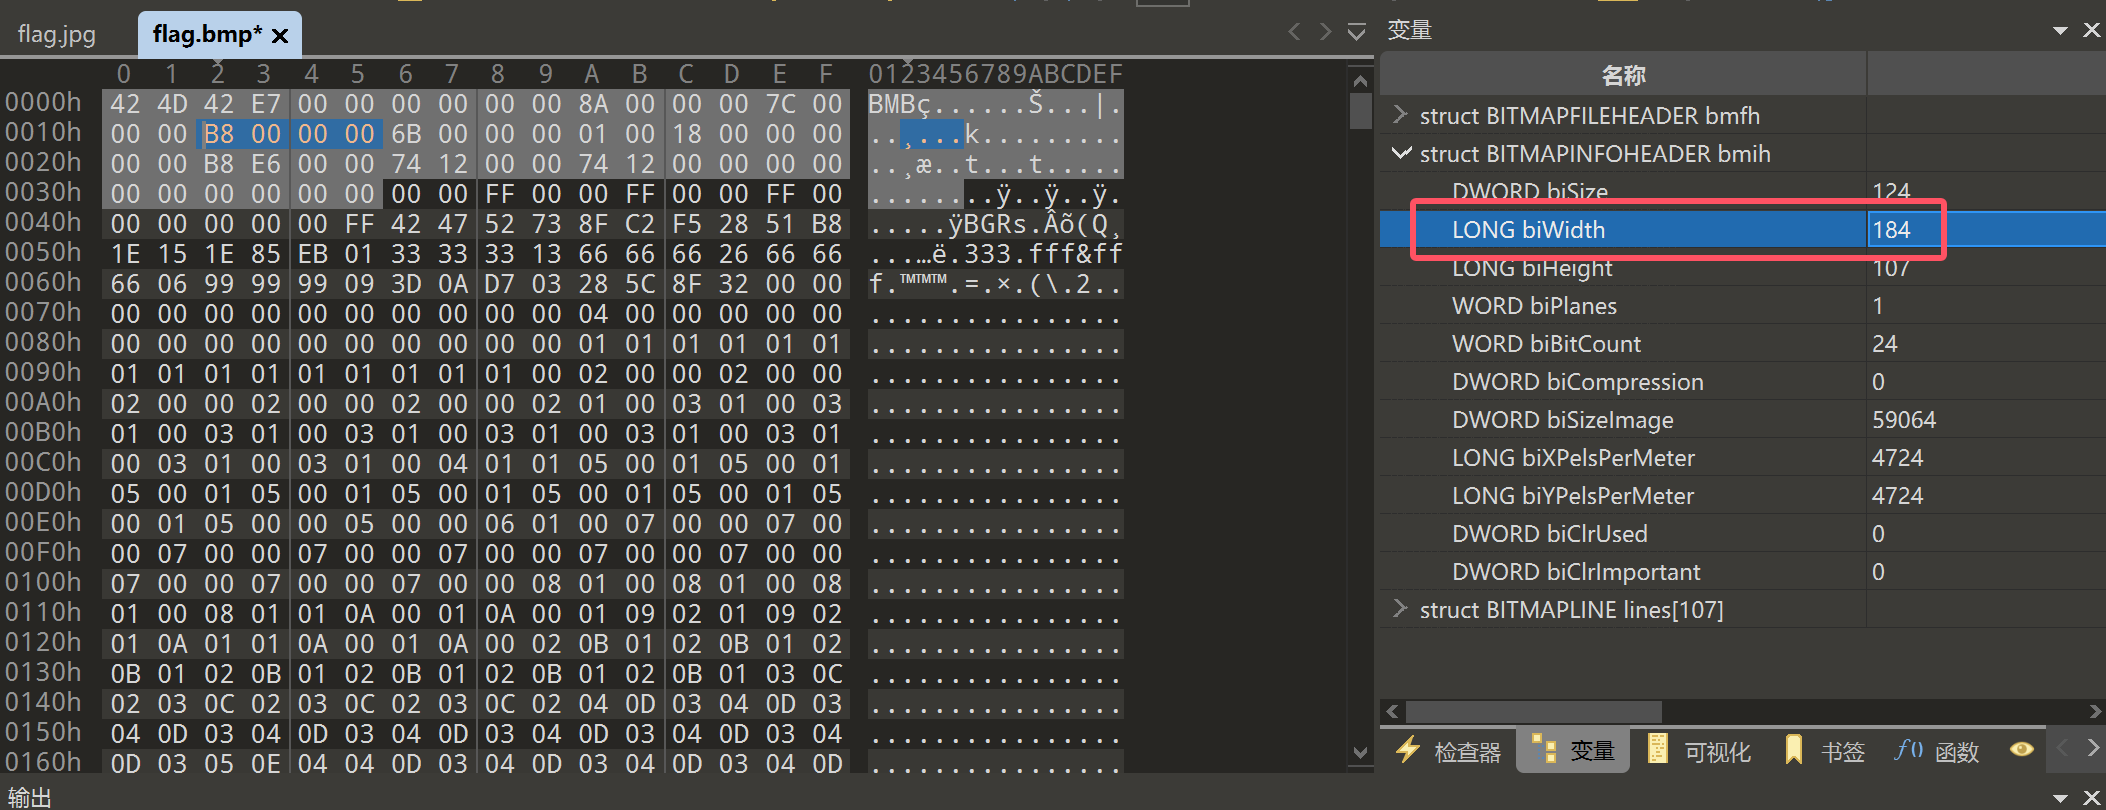 flag.jpg
flag.bmp*
变量
0 1 2 3 4 5 6 7 8 9 A B C D E F 0123456789ABCDEF
0000h 42 4D 42 E7 00 00 00 00 00 00 8A 00 00 00 7C 00 BMBç......Š...|.
0010h 00 00 B8 00 00 00 6B 00 00 00 01 00 18 00 00 00 ..¸...k.........
0020h 00 00 B8 E6 00 00 74 12 00 00 74 12 00 00 00 00 ..¸æ..t...t.....
0030h 00 00 00 00 00 00 00 00 FF 00 00 FF 00 00 FF 00 ........ÿ..ÿ..ÿ.
0040h 00 00 00 00 00 FF 42 47 52 73 8F C2 F5 28 51 B8 .....ÿBGRs.Âõ(Q¸
0050h 1E 15 1E 85 EB 01 33 33 33 13 66 66 66 26 66 66 ...…ë.333.fff&ff
0060h 66 06 99 99 99 09 3D 0A D7 03 28 5C 8F 32 00 00 f.™™™.=.×.(\.2..
0070h 00 00 00 00 00 00 00 00 00 00 04 00 00 00 00 00 ................
0080h 00 00 00 00 00 00 00 00 00 00 01 01 01 01 01 01 ................
0090h 01 01 01 01 01 01 01 01 01 00 02 00 00 02 00 00 ................
00A0h 02 00 00 02 00 00 02 00 00 02 01 00 03 01 00 03 ................
00B0h 01 00 03 01 00 03 01 00 03 01 00 03 01 00 03 01 ................
00C0h 00 03 01 00 03 01 00 04 01 01 05 00 01 05 00 01 ................
00D0h 05 00 01 05 00 01 05 00 01 05 00 01 05 00 01 05 ................
00E0h 00 01 05 00 00 05 00 00 06 01 00 07 00 00 07 00 ................
00F0h 00 07 00 00 07 00 00 07 00 00 07 00 00 07 00 00 ................
0100h 07 00 00 07 00 00 07 00 00 08 01 00 08 01 00 08 ................
0110h 01 00 08 01 01 0A 00 01 0A 00 01 09 02 01 09 02 ................
0120h 01 0A 01 01 0A 00 01 0A 00 02 0B 01 02 0B 01 02 ................
0130h 0B 01 02 0B 01 02 0B 01 02 0B 01 02 0B 01 03 0C ................
0140h 02 03 0C 02 03 0C 02 03 0C 02 04 0D 03 04 0D 03 ................
0150h 04 0D 03 04 0D 03 04 0D 03 04 0D 03 04 0D 03 04 ................
0160h 0D 03 05 0E 04 04 0D 03 04 0D 03 04 0D 03 04 0D ................
名称
struct BITMAPFILEHEADER bmfh
struct BITMAPINFOHEADER bmih
DWORD biSize 124
LONG biWidth 184
LONG biHeight 107
WORD biPlanes 1
WORD biBitCount 24
DWORD biCompression 0
DWORD biSizeImage 59064
LONG biXPelsPerMeter 4724
LONG biYPelsPerMeter 4724
DWORD biClrUsed 0
DWORD biClrImportant 0
struct BITMAPLINE lines[107]
检查器 变量 可视化 书签 f() 函数
输出